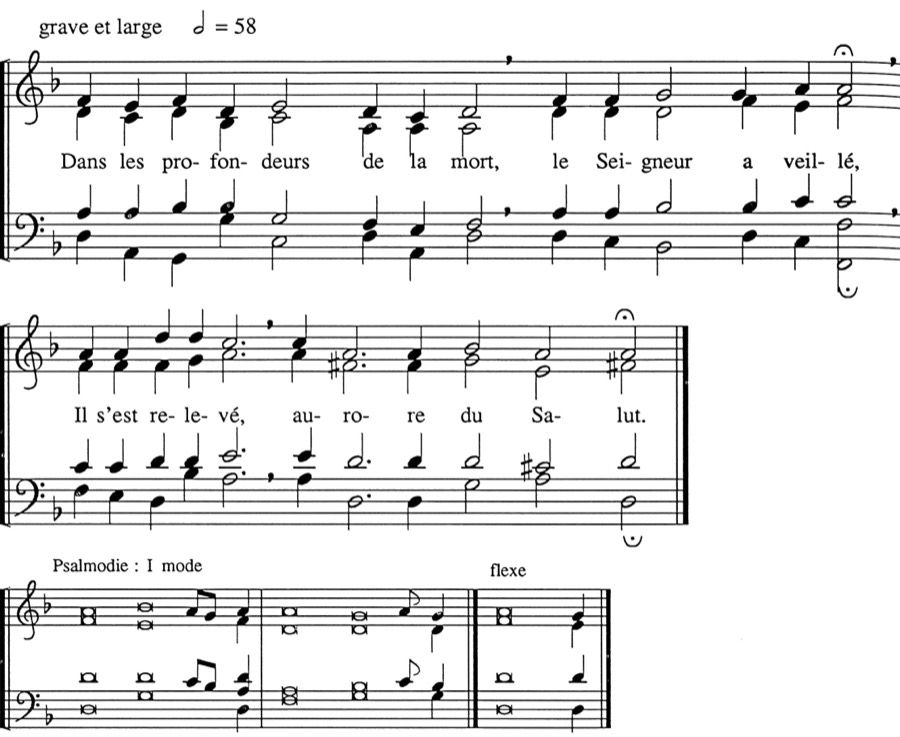 grave et large 𝅗𝅥 = 58
Dans les pro- fon- deurs de la mort, le Sei- gneur a veil- lé,
Il s'est re- le- vé, au- ro- re du Sa- lut.
Psalmodie : I mode flexe